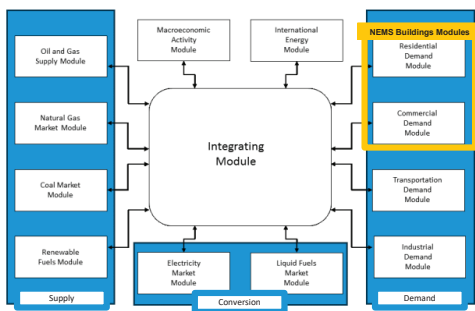 Macroeconomic
Activity
Module
International
Energy
Module
NEMS Buildings Modules
Oil and Gas
Supply Module
Residential
Demand
Module
Natural Gas
Market Module
Commercial
Demand
Module
Integrating
Module
Coal Market
Module
Transportation
Demand
Module
Renewable
Fuels Module
Electricity
Market
Module
Liquid Fuels
Market
Module
Industrial
Demand
Module
Supply
Conversion
Demand